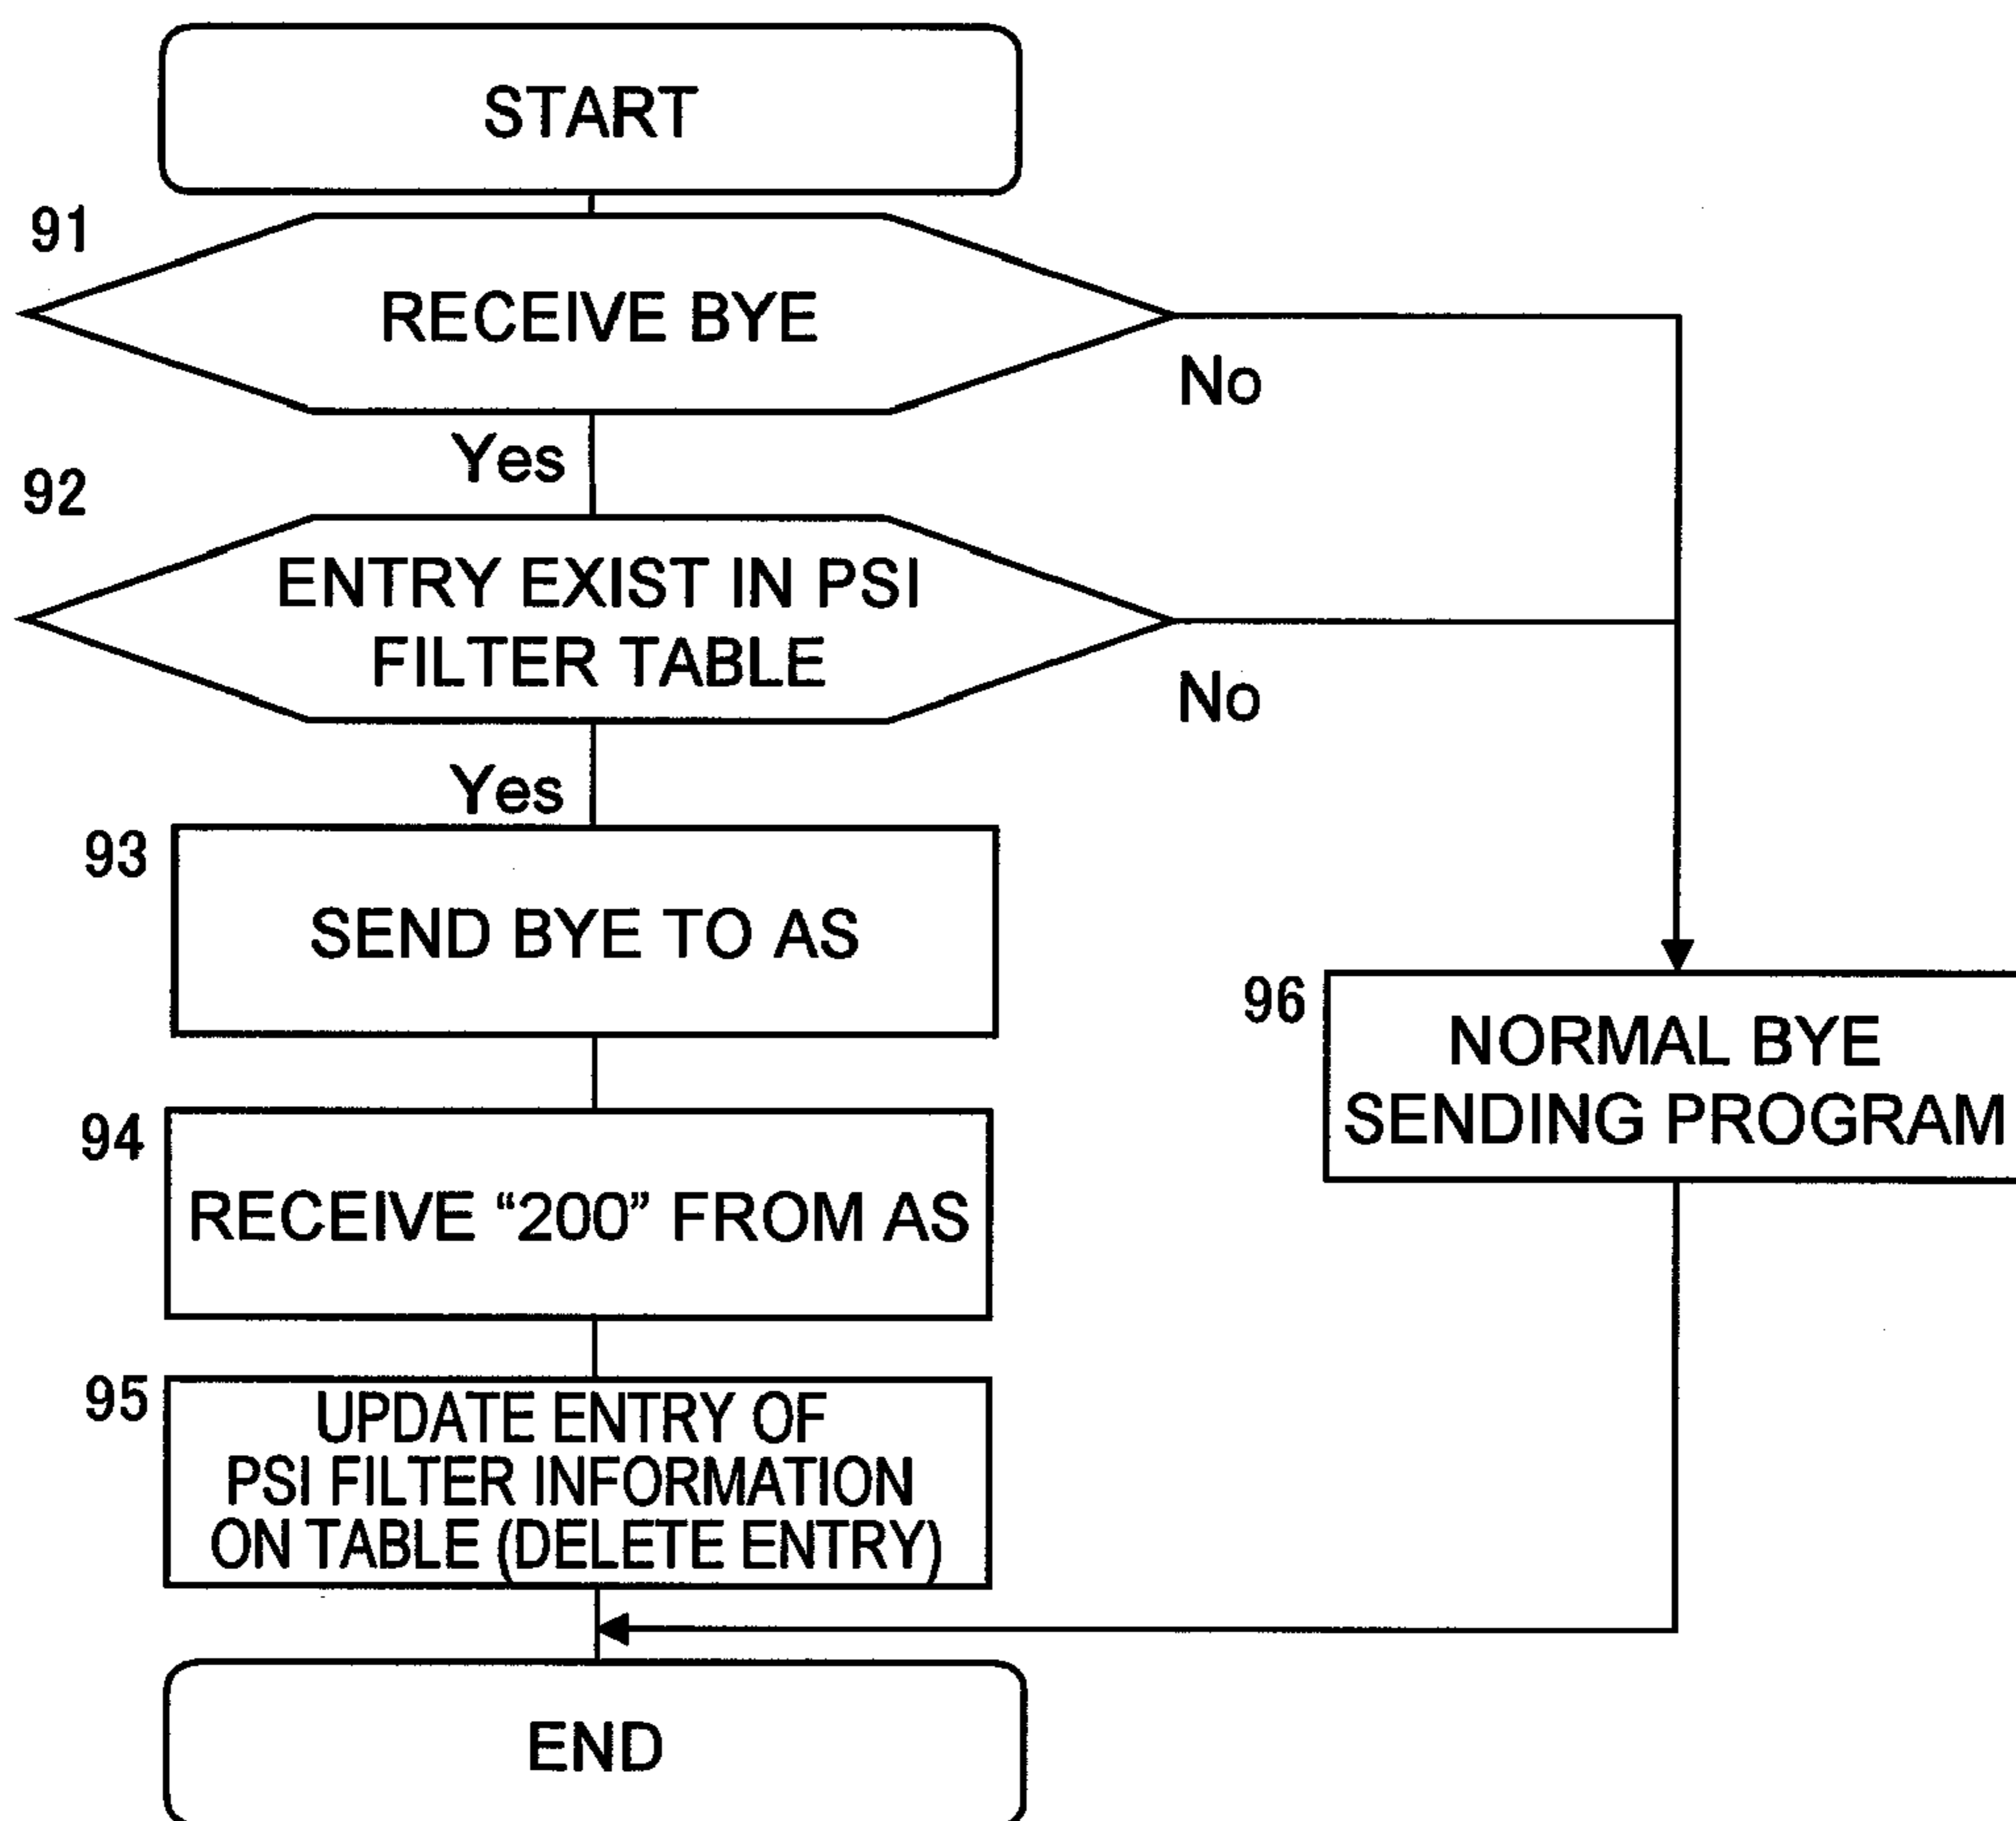 START
91
RECEIVE BYE
No
Yes
92
ENTRY EXIST IN PSI
FILTER TABLE
No
Yes
93
SEND BYE TO AS
96
NORMAL BYE
SENDING PROGRAM
94
RECEIVE “200” FROM AS
95
UPDATE ENTRY OF
PSI FILTER INFORMATION
ON TABLE (DELETE ENTRY)
END